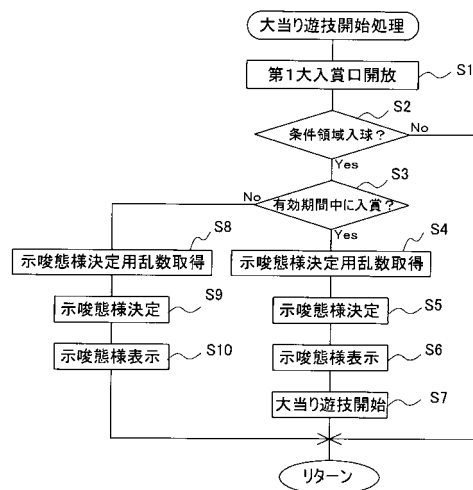 大当り遊技開始処理
第1大入賞口開放
S1
S2
条件領域入球?
No
Yes
S3
No
有効期間中に入賞?
Yes
S8
S4
示唆態様決定用乱数取得
示唆態様決定用乱数取得
S9
示唆態様決定
示唆態様決定
S5
示唆態様表示
S10
示唆態様表示
S6
大当り遊技開始
S7
リターン